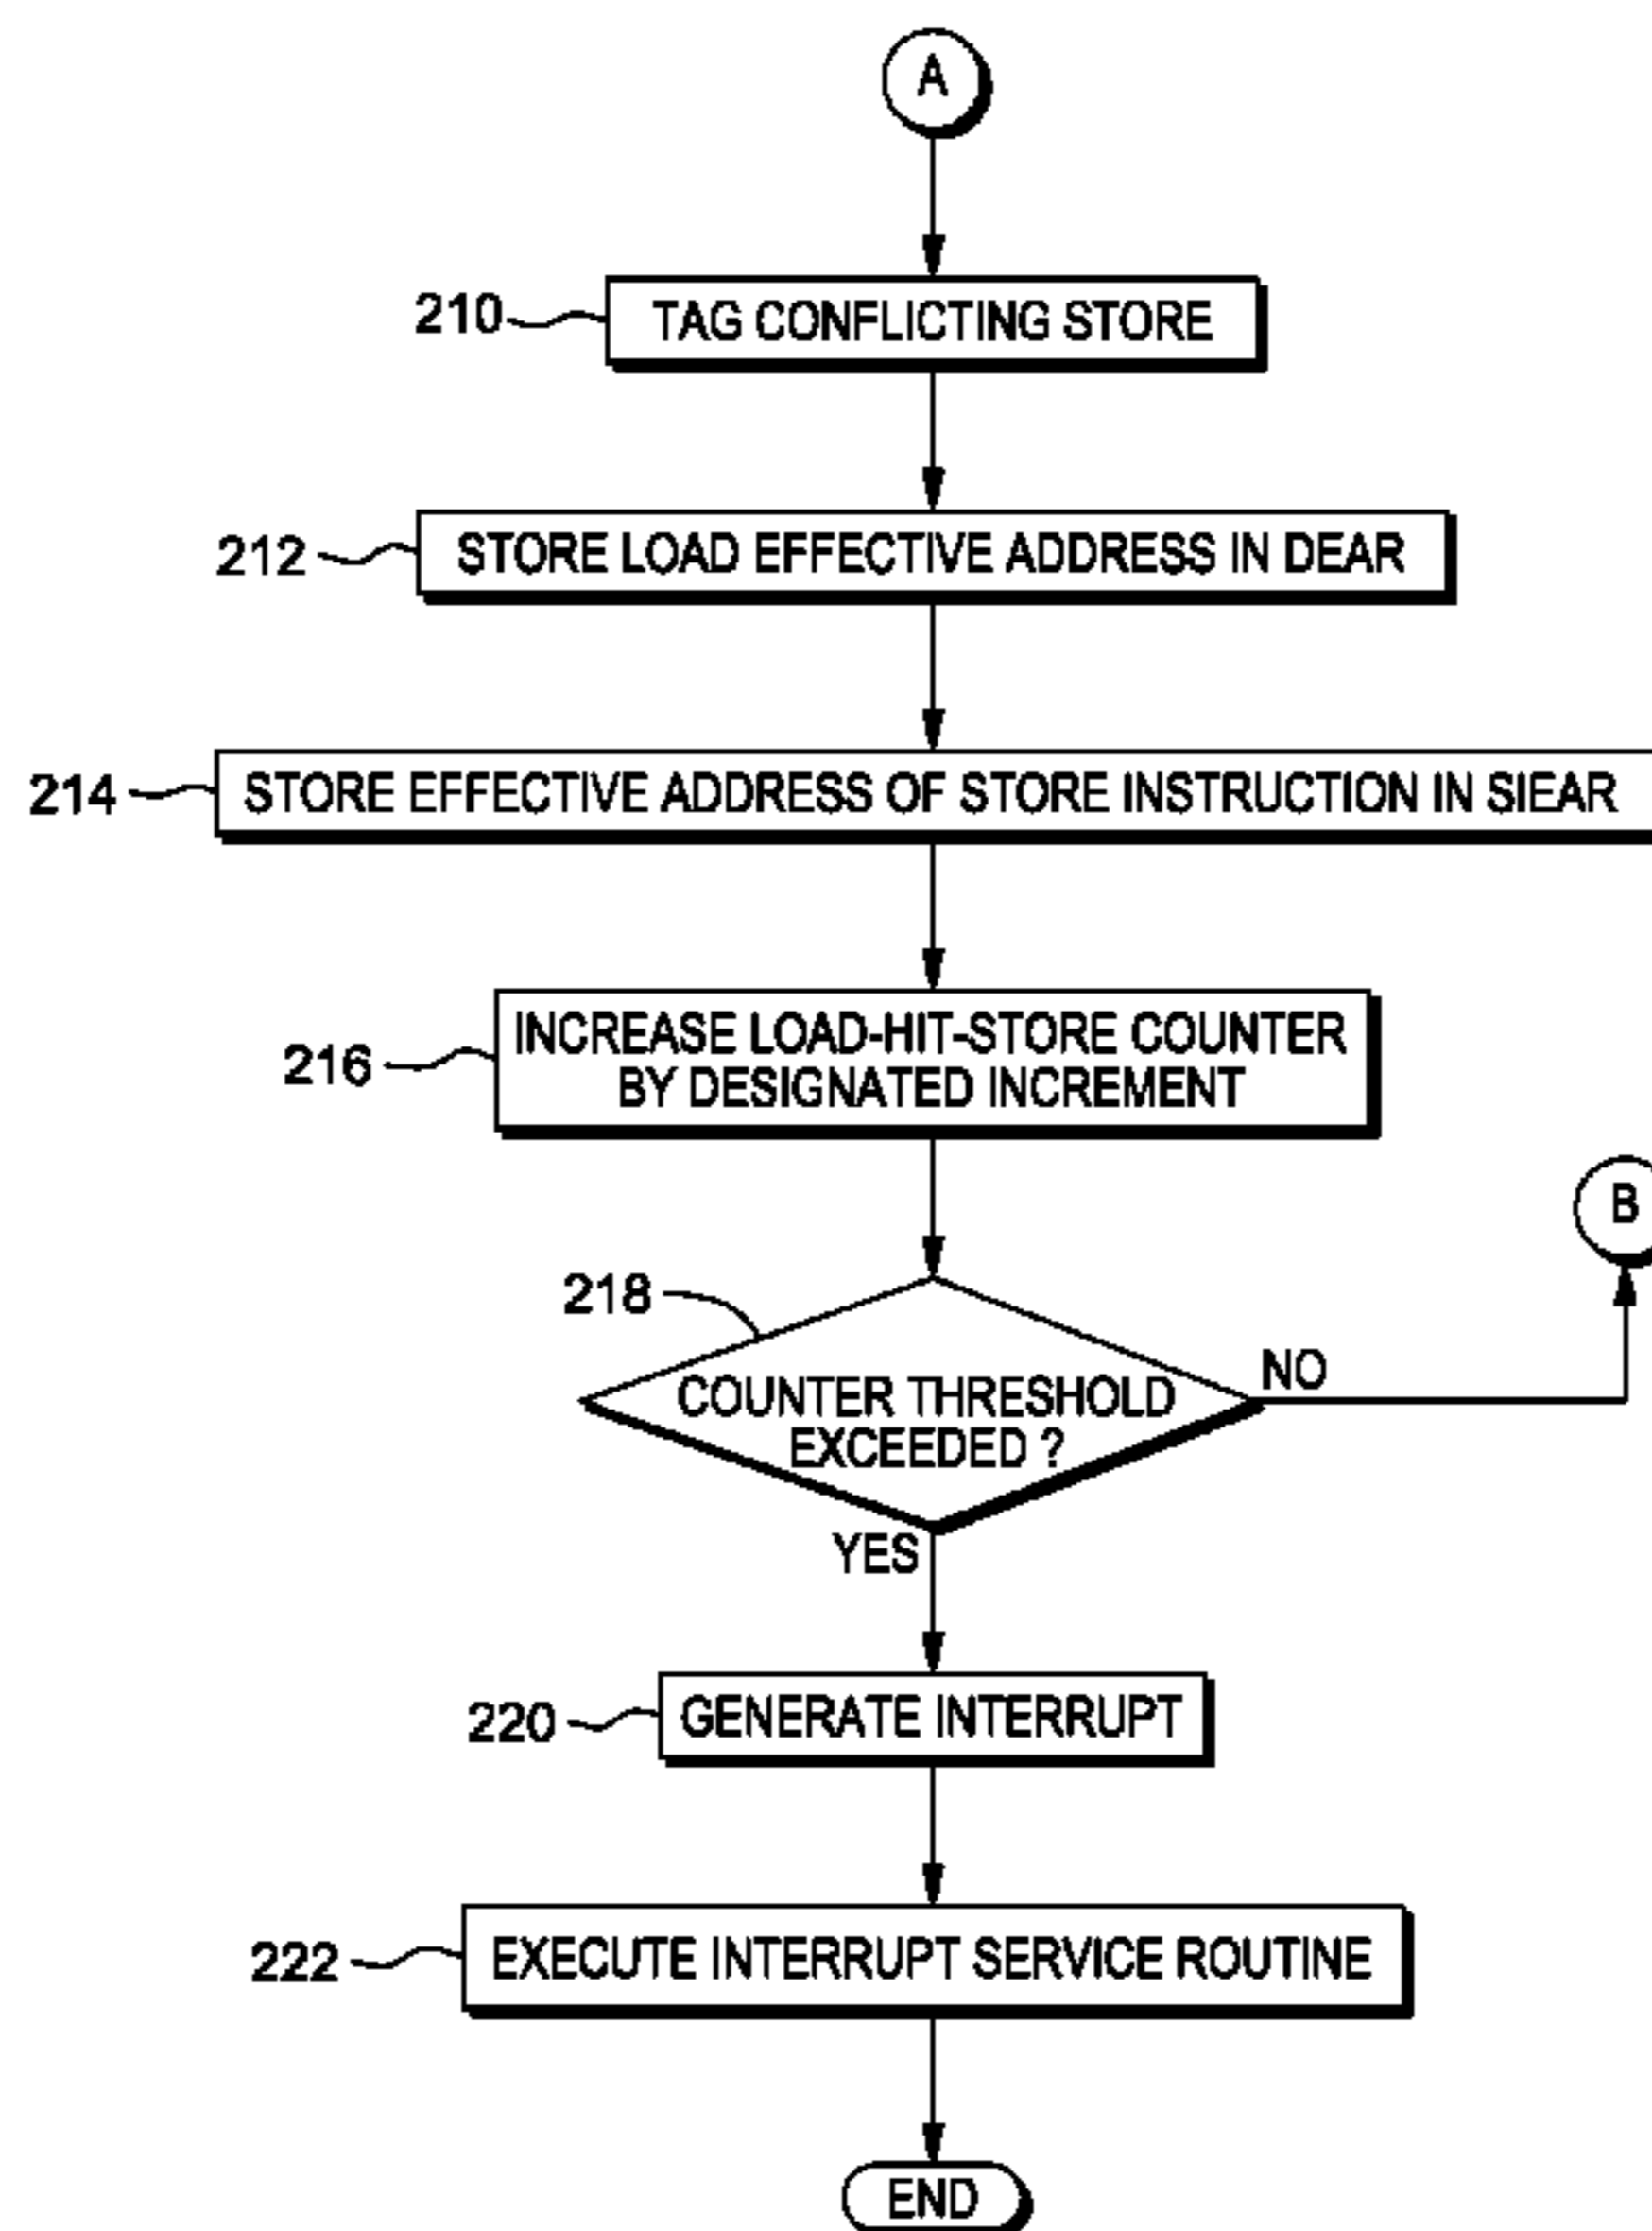 A
210
TAG CONFLICTING STORE
212
STORE LOAD EFFECTIVE ADDRESS IN DEAR
214
STORE EFFECTIVE ADDRESS OF STORE INSTRUCTION IN SIEAR
216
INCREASE LOAD-HIT-STORE COUNTER
BY DESIGNATED INCREMENT
B
218
COUNTER THRESHOLD
EXCEEDED ?
NO
YES
220
GENERATE INTERRUPT
222
EXECUTE INTERRUPT SERVICE ROUTINE
END